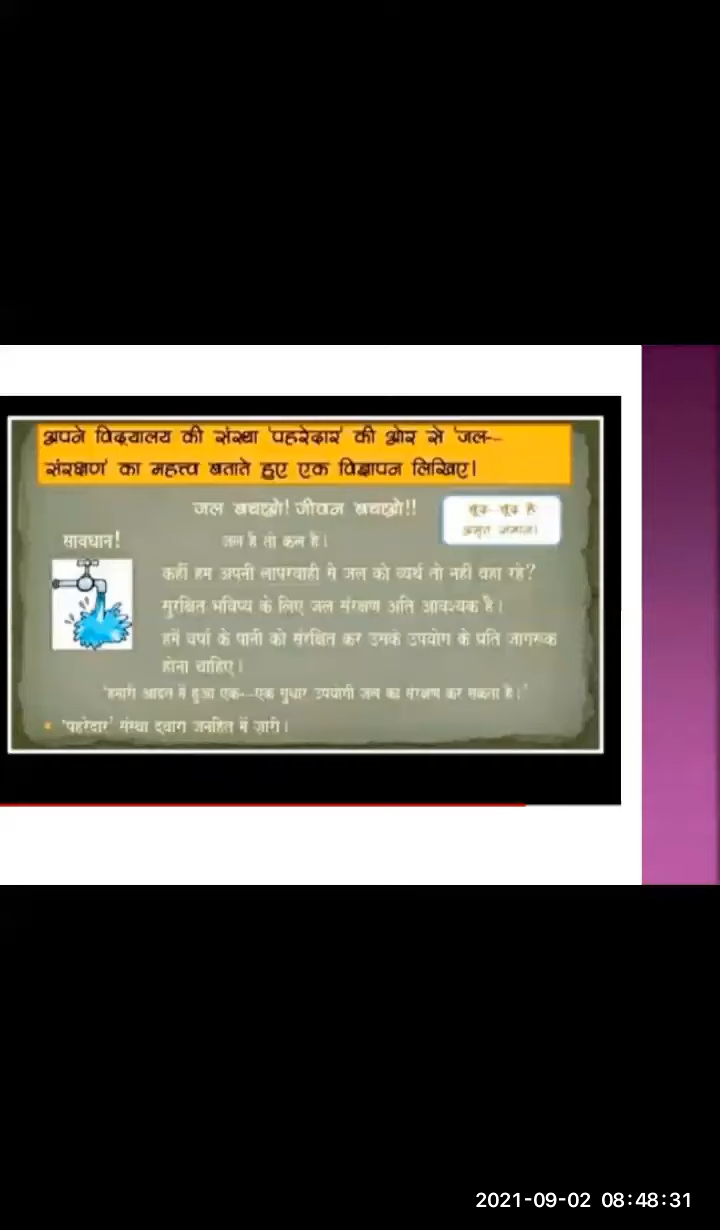 अपने विद्यालय की संस्था 'पहरेदार' की ओर से 'जल--
संरक्षण' का महत्त्व बताते हुए एक विज्ञापन लिखिए।
जल बचाओ! जीवन बचाओ!!
बूँद-बूँद है
अमृत समान।
सावधान!
जल है तो कल है।
कहीं हम अपनी लापरवाही से जल को व्यर्थ तो नहीं बहा रहे?
सुरक्षित भविष्य के लिए जल संरक्षण अति आवश्यक है।
हमें वर्षा के पानी को संरक्षित कर उसके उपयोग के प्रति जागरूक
होना चाहिए।
'हमारी आदत में हुआ एक--एक सुधार उपयोगी जल का संरक्षण कर सकता है।'
'पहरेदार' संस्था द्वारा जनहित में ज़ारी।
2021-09-02 08:48:31